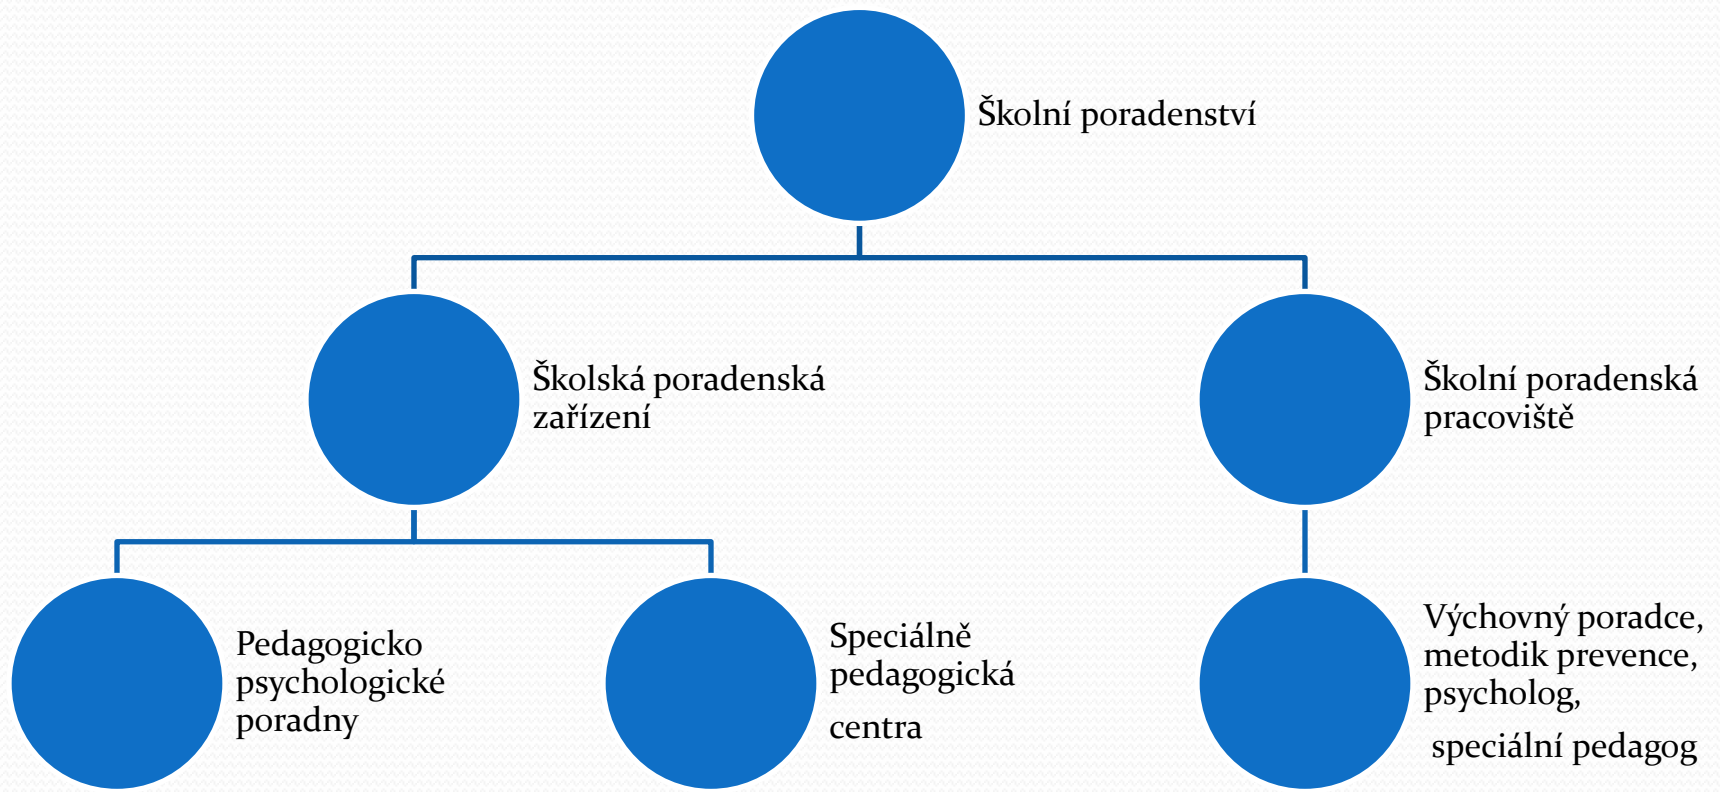 Školní poradenství
Školská poradenská
zařízení
Školní poradenská
pracoviště
Pedagogicko
psychologické
poradny
Speciálně
pedagogická
centra
Výchovný poradce,
metodik prevence,
psycholog,
speciální pedagog